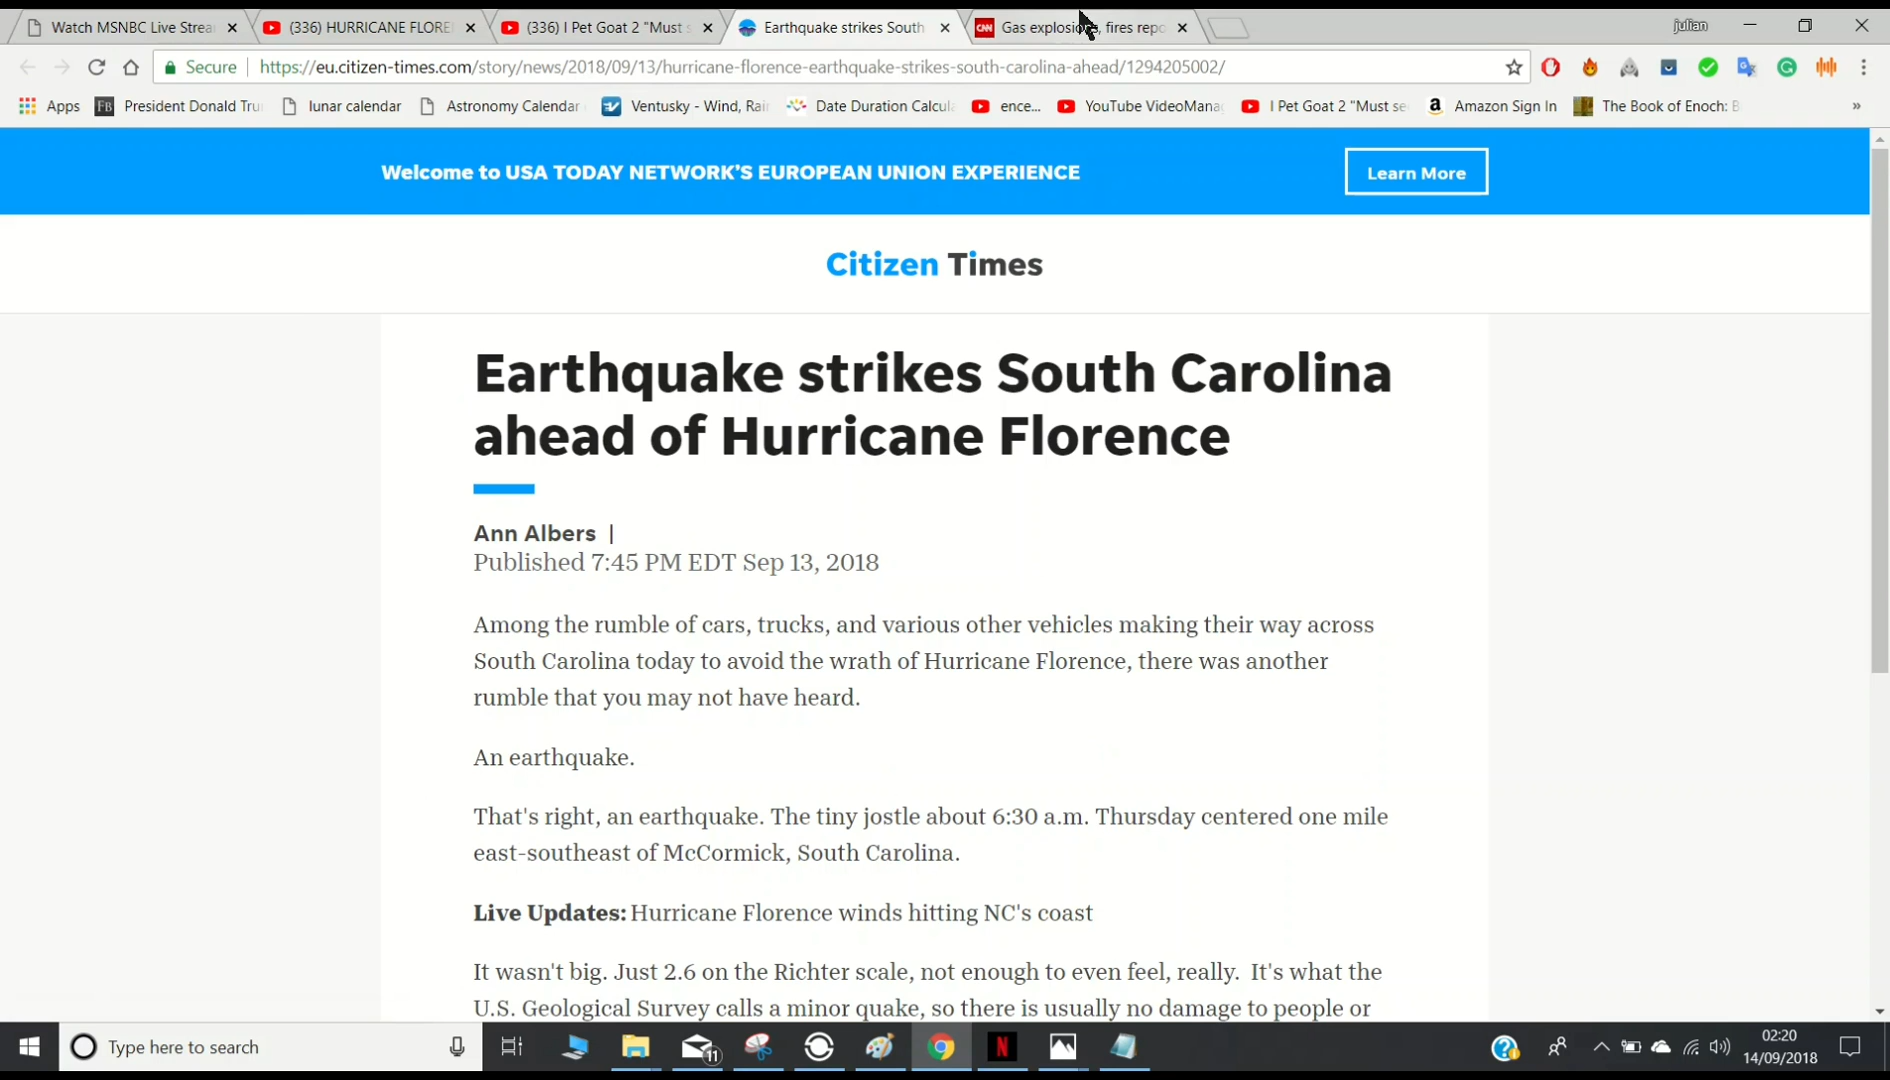 Watch MSNBC Live Strea
(336) HURRICANE FLORE
(336) I Pet Goat 2 "Must s
Earthquake strikes South
CNN Gas explosions, fires repo
julian
Secure https://eu.citizen-times.com/story/news/2018/09/13/hurricane-florence-earthquake-strikes-south-carolina-ahead/1294205002/
Apps
FB President Donald Tru
lunar calendar
Astronomy Calendar
Ventusky - Wind, Rai
Date Duration Calcul
ence...
YouTube VideoMana
I Pet Goat 2 "Must se
Amazon Sign In
The Book of Enoch: B
»
Welcome to USA TODAY NETWORK'S EUROPEAN UNION EXPERIENCE
Learn More
Citizen Times
Earthquake strikes South Carolina
ahead of Hurricane Florence
Ann Albers |
Published 7:45 PM EDT Sep 13, 2018
Among the rumble of cars, trucks, and various other vehicles making their way across
South Carolina today to avoid the wrath of Hurricane Florence, there was another
rumble that you may not have heard.
An earthquake.
That's right, an earthquake. The tiny jostle about 6:30 a.m. Thursday centered one mile
east-southeast of McCormick, South Carolina.
Live Updates: Hurricane Florence winds hitting NC's coast
It wasn't big. Just 2.6 on the Richter scale, not enough to even feel, really. It's what the
U.S. Geological Survey calls a minor quake, so there is usually no damage to people or
Type here to search
11
N
02:20
14/09/2018